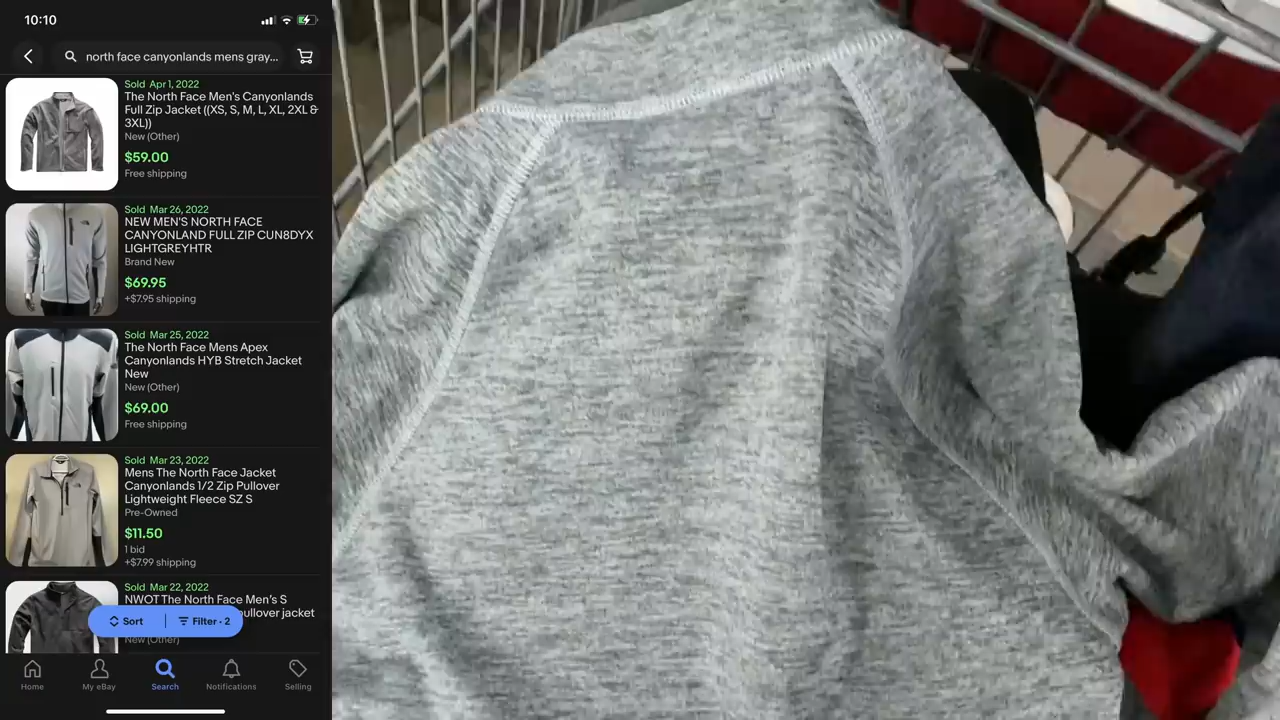 10:10
north face canyonlands mens gray...
Sold Apr 1, 2022
The North Face Men's Canyonlands
Full Zip Jacket ((XS, S, M, L, XL, 2XL &
3XL))
New (Other)
$59.00
Free shipping
Sold Mar 26, 2022
NEW MEN'S NORTH FACE
CANYONLAND FULL ZIP CUN8DYX
LIGHTGREYHTR
Brand New
$69.95
+$7.95 shipping
Sold Mar 25, 2022
The North Face Mens Apex
Canyonlands HYB Stretch Jacket
New
New (Other)
$69.00
Free shipping
Sold Mar 23, 2022
Mens The North Face Jacket
Canyonlands 1/2 Zip Pullover
Lightweight Fleece SZ S
Pre-Owned
$11.50
1 bid
+$7.99 shipping
Sold Mar 22, 2022
NWOT The North Face Men's S
pullover jacket
New (Other)
Sort
Filter · 2
Home
My eBay
Search
Notifications
Selling